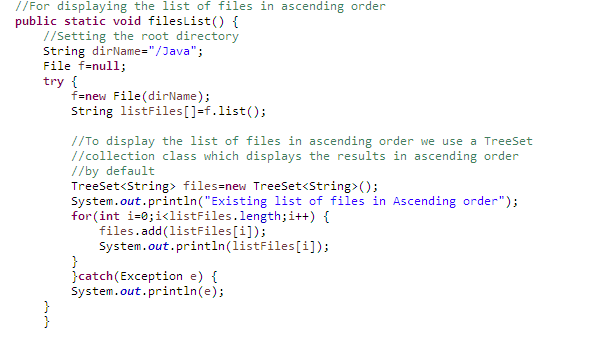 //For displaying the list of files in ascending order
public static void filesList() {
//Setting the root directory
String dirName="/Java";
File f=null;
try {
f=new File(dirName);
String listFiles[]=f.list();
//To display the list of files in ascending order we use a TreeSet
//collection class which displays the results in ascending order
//by default
TreeSet<String> files=new TreeSet<String>();
System.out.println("Existing list of files in Ascending order");
for(int i=0;i<listFiles.length;i++) {
files.add(listFiles[i]);
System.out.println(listFiles[i]);
}
}catch(Exception e) {
System.out.println(e);
}
}